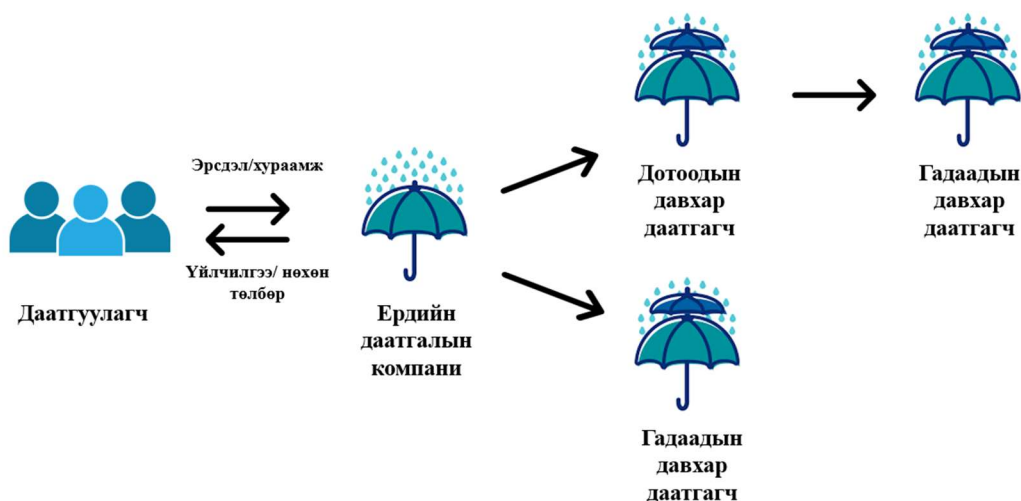 Эрсдэл/хураамж
Үйлчилгээ/ нөхөн
төлбөр
Даатгуулагч
Ердийн
даатгалын
компани
Дотоодын
давхар
даатгагч
Гадаадын
давхар
даатгагч
Гадаадын
давхар
даатгагч